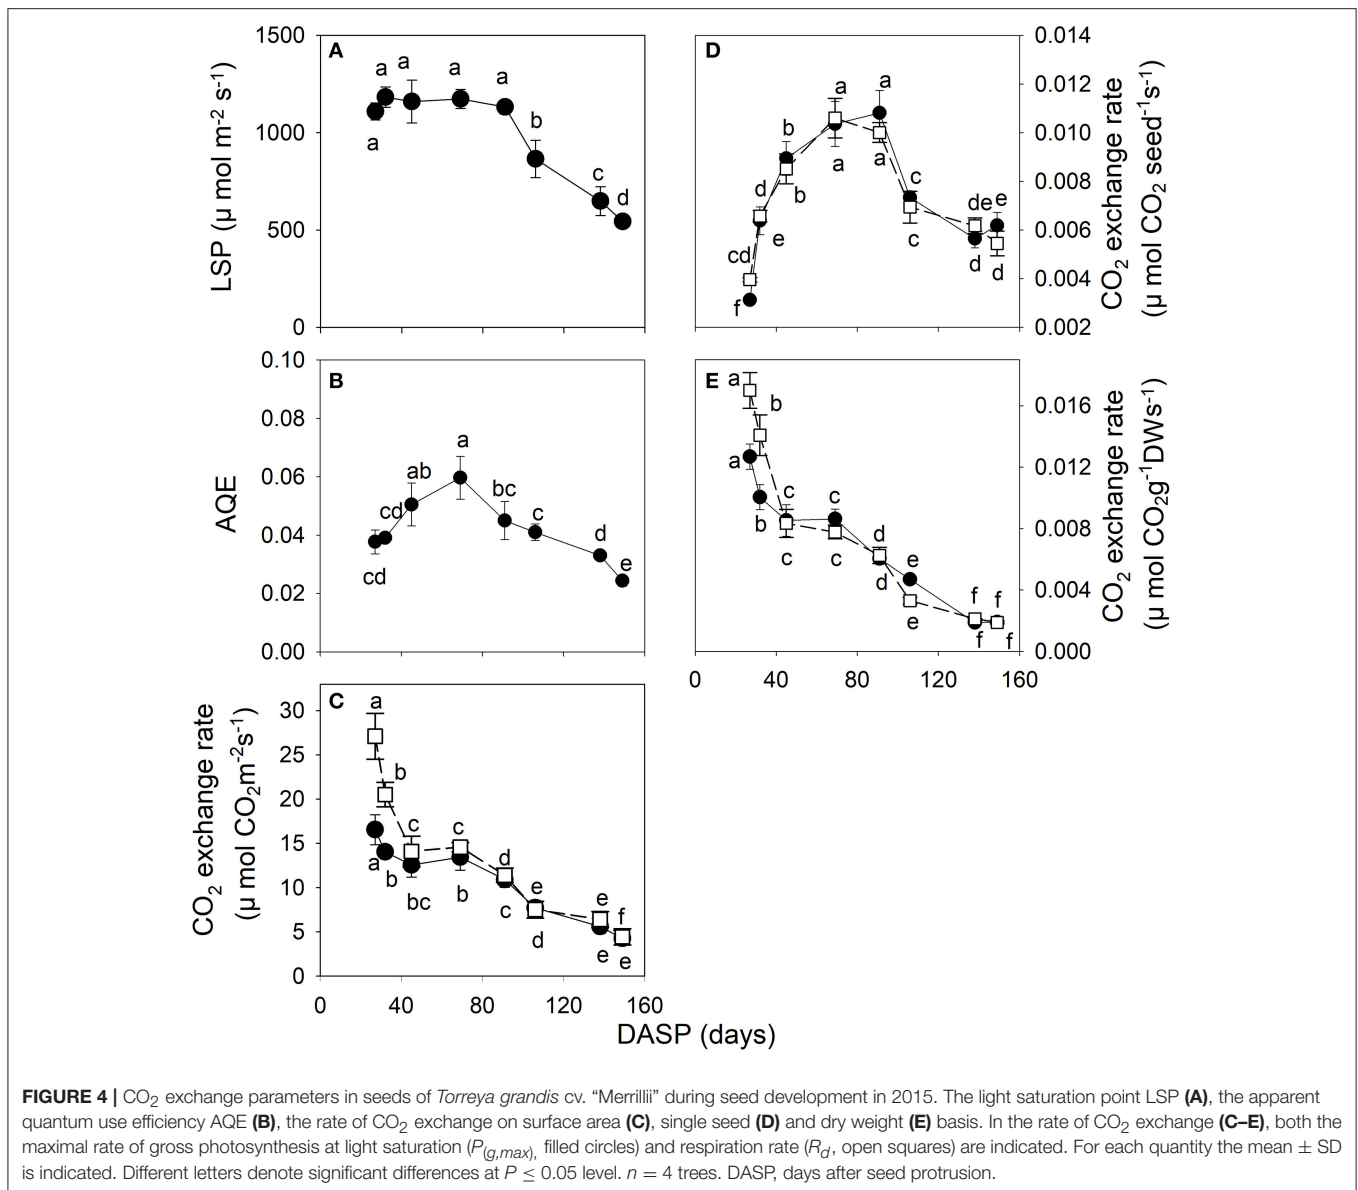 A
1500
1000
500
0
LSP (µ mol m-2 s-1)
a
a
a
a
a
a
b
c
d
D
0.014
0.012
0.010
0.008
0.006
0.004
0.002
CO2 exchange rate
(µ mol CO2 seed-1s-1)
a
a
b
a
a
d
b
c
de
e
cd
e
c
d
d
f
B
0.10
0.08
0.06
0.04
0.02
0.00
AQE
a
ab
bc
cd
c
d
cd
e
E
0.016
0.012
0.008
0.004
0.000
CO2 exchange rate
(µ mol CO2g-1DWs-1)
a
b
a
c
c
b
d
c
c
e
d
f
f
e
f
f
0
40
80
120
160
C
30
25
20
15
10
5
0
CO2 exchange rate
(µ mol CO2m-2s-1)
a
b
c
c
a
d
b
e
bc
b
c
e
f
d
e
e
0
40
80
120
160
DASP (days)
FIGURE 4 | CO2 exchange parameters in seeds of Torreya grandis cv. “Merrillii” during seed development in 2015. The light saturation point LSP (A), the apparent
quantum use efficiency AQE (B), the rate of CO2 exchange on surface area (C), single seed (D) and dry weight (E) basis. In the rate of CO2 exchange (C–E), both the
maximal rate of gross photosynthesis at light saturation (P(g,max), filled circles) and respiration rate (Rd, open squares) are indicated. For each quantity the mean ± SD
is indicated. Different letters denote significant differences at P ≤ 0.05 level. n = 4 trees. DASP, days after seed protrusion.